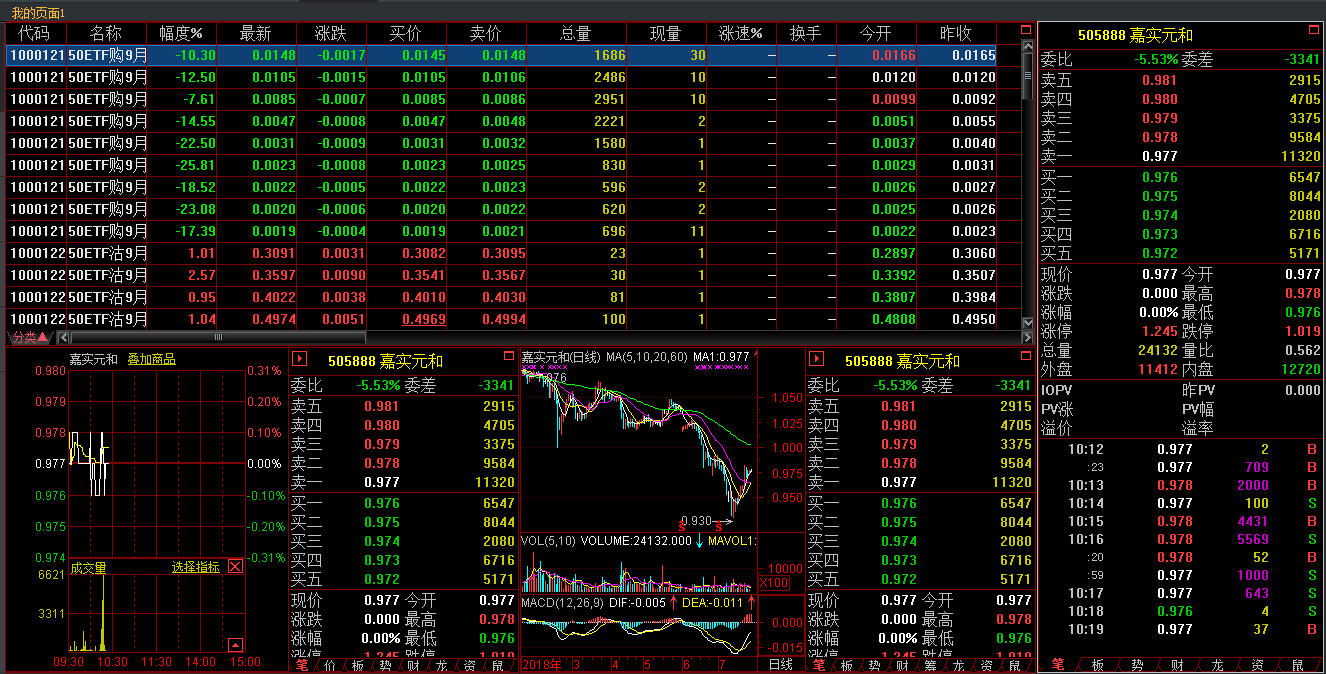 我的页面1
代码 名称 幅度% 最新 涨跌 买价 卖价 总量 现量 涨速% 换手 今开 昨收
1000121 50ETF购9月 -10.30 0.0148 -0.0017 0.0145 0.0148 1686 30 – – 0.0166 0.0165
1000121 50ETF购9月 -12.50 0.0105 -0.0015 0.0105 0.0106 2486 10 – – 0.0120 0.0120
1000121 50ETF购9月 -7.61 0.0085 -0.0007 0.0085 0.0086 2951 10 – – 0.0099 0.0092
1000121 50ETF购9月 -14.55 0.0047 -0.0008 0.0047 0.0048 2221 2 – – 0.0051 0.0055
1000121 50ETF购9月 -22.50 0.0031 -0.0009 0.0031 0.0032 1580 1 – – 0.0037 0.0040
1000121 50ETF购9月 -25.81 0.0023 -0.0008 0.0023 0.0025 830 1 – – 0.0029 0.0031
1000121 50ETF购9月 -18.52 0.0022 -0.0005 0.0022 0.0023 596 2 – – 0.0026 0.0027
1000121 50ETF购9月 -23.08 0.0020 -0.0006 0.0020 0.0022 620 2 – – 0.0025 0.0026
1000121 50ETF购9月 -17.39 0.0019 -0.0004 0.0019 0.0021 696 11 – – 0.0022 0.0023
1000122 50ETF沽9月 1.01 0.3091 0.0031 0.3082 0.3095 23 1 – – 0.2897 0.3060
1000122 50ETF沽9月 2.57 0.3597 0.0090 0.3541 0.3567 30 1 – – 0.3392 0.3507
1000122 50ETF沽9月 0.95 0.4022 0.0038 0.4010 0.4030 81 1 – – 0.3807 0.3984
1000122 50ETF沽9月 1.04 0.4974 0.0051 0.4969 0.4994 100 1 – – 0.4808 0.4950
分类▲
嘉实元和 叠加商品
0.980 0.31%
0.979 0.20%
0.978 0.10%
0.977 0.00%
0.976 -0.10%
0.975 -0.20%
0.974 -0.31%
6621 成交量 选择指标
3311
09:30 10:30 11:30 14:00 15:00
505888 嘉实元和
委比 -5.53% 委差 -3341
卖五 0.981 2915
卖四 0.980 4705
卖三 0.979 3375
卖二 0.978 9584
卖一 0.977 11320
买一 0.976 6547
买二 0.975 8044
买三 0.974 2080
买四 0.973 6716
买五 0.972 5171
现价 0.977 今开 0.977
涨跌 0.000 最高 0.978
涨幅 0.00% 最低 0.976
涨停 1.245 跌停 1.019
笔 价 板 势 财 龙 资 鼠
嘉实元和(日线) MA(5,10,20,60) MA1:0.977
1.050
1.025
1.000
0.975
0.950
0.930
VOL(5,10) VOLUME:24132.000 MAVOL1:
10000
X100
MACD(12,26,9) DIF:-0.005 DEA:-0.011
0.000
-0.015
2018年 3 4 5 6 7 日线
505888 嘉实元和
委比 -5.53% 委差 -3341
卖五 0.981 2915
卖四 0.980 4705
卖三 0.979 3375
卖二 0.978 9584
卖一 0.977 11320
买一 0.976 6547
买二 0.975 8044
买三 0.974 2080
买四 0.973 6716
买五 0.972 5171
现价 0.977 今开 0.977
涨跌 0.000 最高 0.978
涨幅 0.00% 最低 0.976
涨停 1.245 跌停 1.019
笔 板 势 财 筹 龙 资 鼠
505888 嘉实元和
委比 -5.53% 委差 -3341
卖五 0.981 2915
卖四 0.980 4705
卖三 0.979 3375
卖二 0.978 9584
卖一 0.977 11320
买一 0.976 6547
买二 0.975 8044
买三 0.974 2080
买四 0.973 6716
买五 0.972 5171
现价 0.977 今开 0.977
涨跌 0.000 最高 0.978
涨幅 0.00% 最低 0.976
涨停 1.245 跌停 1.019
总量 24132 量比 0.562
外盘 11412 内盘 12720
IOPV 昨PV 0.000
PV涨 PV幅
溢价 溢率
10:12 0.977 2 B
:23 0.977 709 B
10:13 0.978 2000 B
10:14 0.977 100 S
10:15 0.978 4431 B
10:16 0.978 5569 S
:20 0.978 52 B
:59 0.977 1000 S
10:17 0.977 643 S
10:18 0.976 4 S
10:19 0.977 37 B
笔 板 势 财 龙 资 鼠